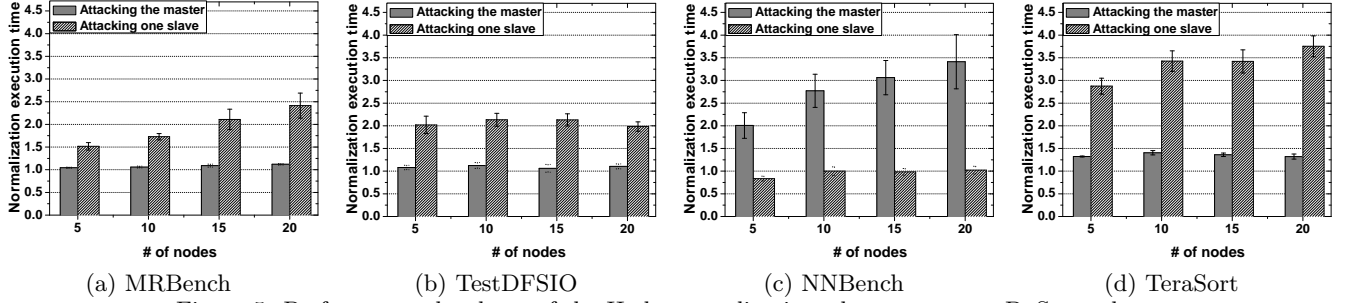 Normalization execution time
Attacking the master
Attacking one slave
4.5
4.0
3.5
3.0
2.5
2.0
1.5
1.0
0.5
0.0
5 10 15 20
# of nodes
(a) MRBench
Attacking the master
Attacking one slave
4.5
4.0
3.5
3.0
2.5
2.0
1.5
1.0
0.5
0.0
5 10 15 20
# of nodes
(b) TestDFSIO
Normalization execution time
Attacking the master
Attacking one slave
4.5
4.0
3.5
3.0
2.5
2.0
1.5
1.0
0.5
0.0
5 10 15 20
# of nodes
(c) NNBench
Normalization execution time
Attacking the master
Attacking one slave
4.5
4.0
3.5
3.0
2.5
2.0
1.5
1.0
0.5
0.0
5 10 15 20
# of nodes
(d) TeraSort